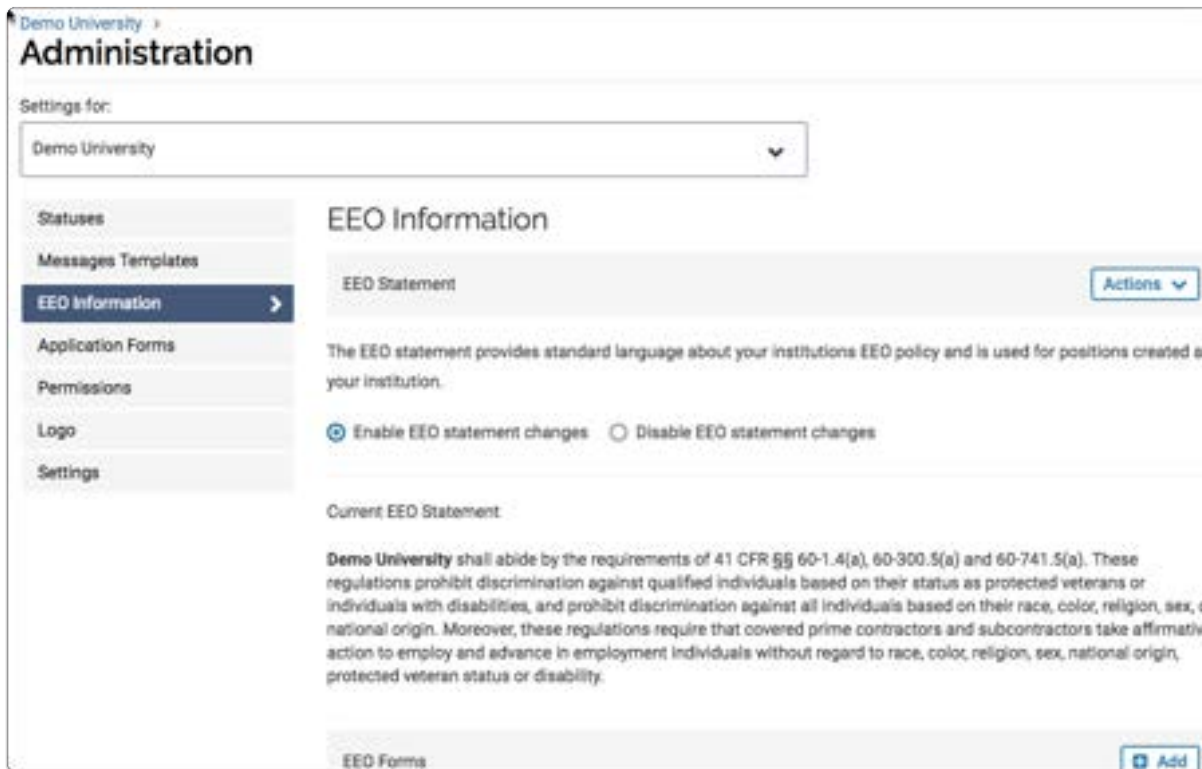 Demo University ›
Administration
Settings for:
Demo University
Statuses
Messages Templates
EEO Information
Application Forms
Permissions
Logo
Settings
EEO Information
EEO Statement
Actions
The EEO statement provides standard language about your institutions EEO policy and is used for positions created
your institution.
Enable EEO statement changes
Disable EEO statement changes
Current EEO Statement
Demo University shall abide by the requirements of 41 CFR §§ 60-1.4(a), 60-300.5(a) and 60-741.5(a). These
regulations prohibit discrimination against qualified individuals based on their status as protected veterans or
individuals with disabilities, and prohibit discrimination against all individuals based on their race, color, religion, sex,
national origin. Moreover, these regulations require that covered prime contractors and subcontractors take affirmativ
action to employ and advance in employment individuals without regard to race, color, religion, sex, national origin,
protected veteran status or disability.
EEO Forms
Add